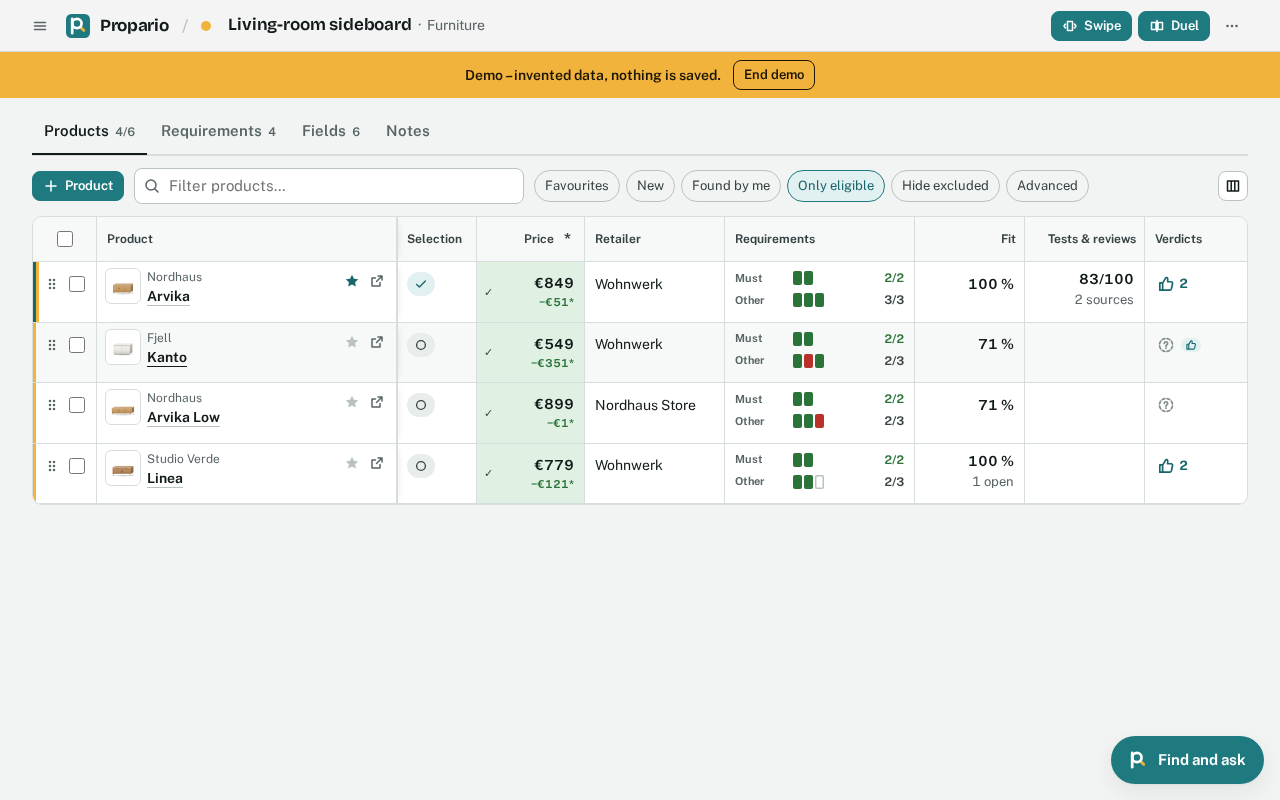 Propario / Living-room sideboard · Furniture
Swipe
Duel
Demo – invented data, nothing is saved.
End demo
Products 4/6
Requirements 4
Fields 6
Notes
Product
Filter products...
Favourites
New
Found by me
Only eligible
Hide excluded
Advanced
Product
Selection
Price *
Retailer
Requirements
Fit
Tests & reviews
Verdicts
Nordhaus
Arvika
✓
€849
−€51*
Wohnwerk
Must 2/2
Other 3/3
100 %
83/100
2 sources
2
Fjell
Kanto
✓
€549
−€351*
Wohnwerk
Must 2/2
Other 2/3
71 %
Nordhaus
Arvika Low
✓
€899
−€1*
Nordhaus Store
Must 2/2
Other 2/3
71 %
Studio Verde
Linea
✓
€779
−€121*
Wohnwerk
Must 2/2
Other 2/3
100 %
1 open
2
Find and ask